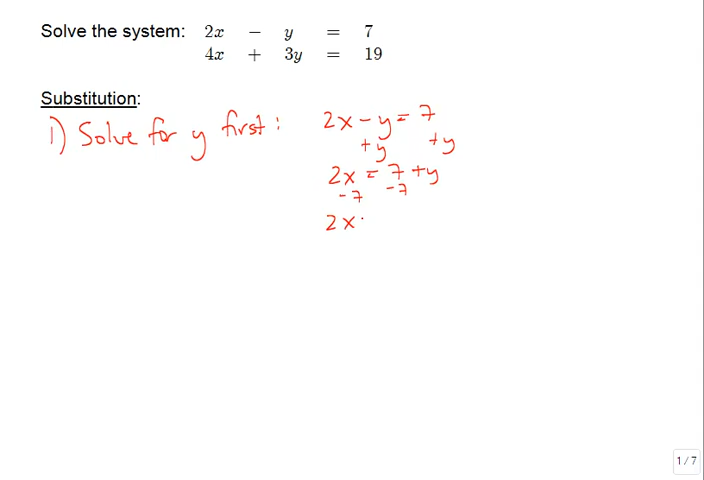 Solve the system: 2x − y = 7
4x + 3y = 19
Substitution:
1) Solve for y first: 2x - y = 7
+y +y
2x = 7 + y
-7 -7
2x
1/7